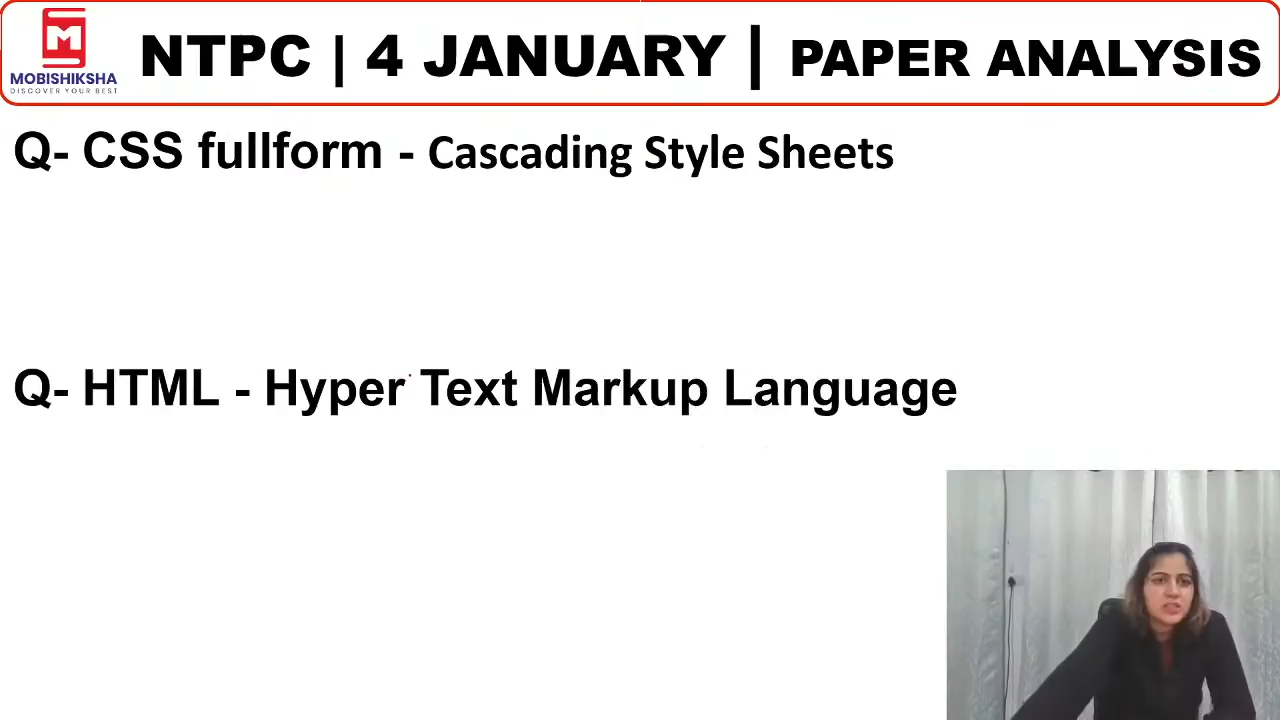 M
MOBISHIKSHA
DISCOVER YOUR BEST
NTPC | 4 JANUARY | PAPER ANALYSIS
Q- CSS fullform - Cascading Style Sheets
Q- HTML - Hyper Text Markup Language